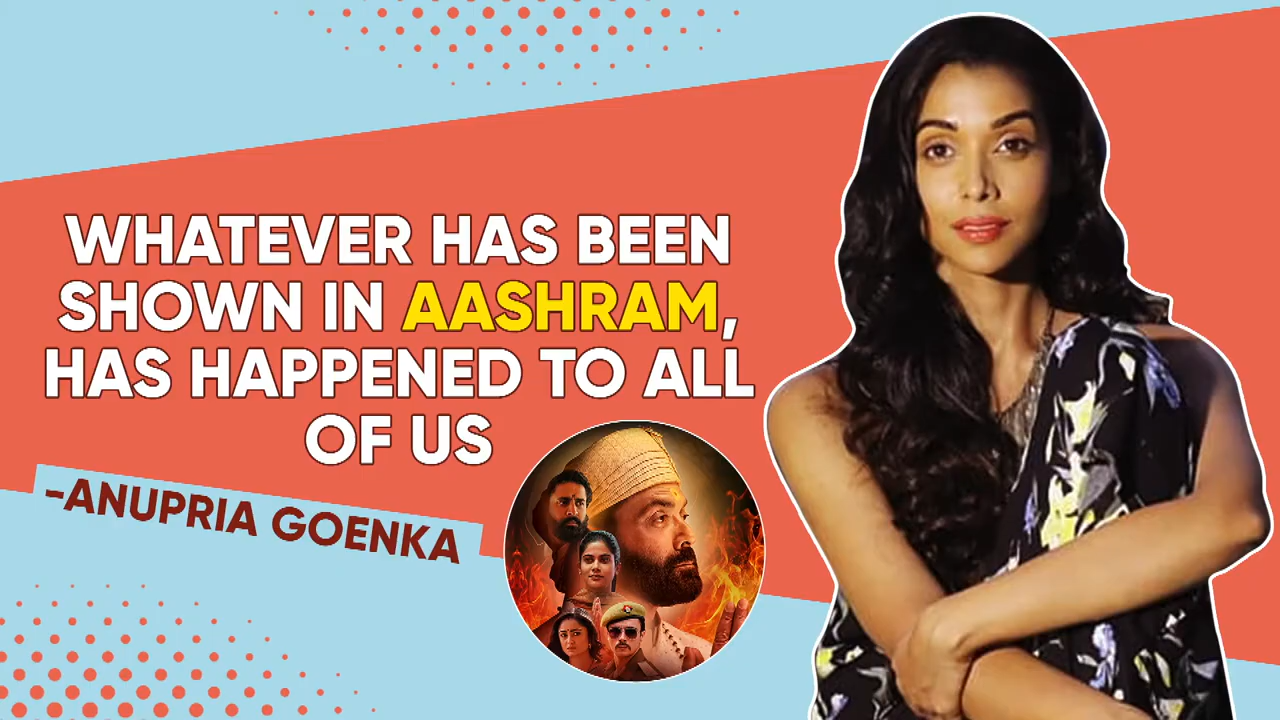 WHATEVER HAS BEEN
SHOWN IN AASHRAM,
HAS HAPPENED TO ALL
OF US
-ANUPRIA GOENKA